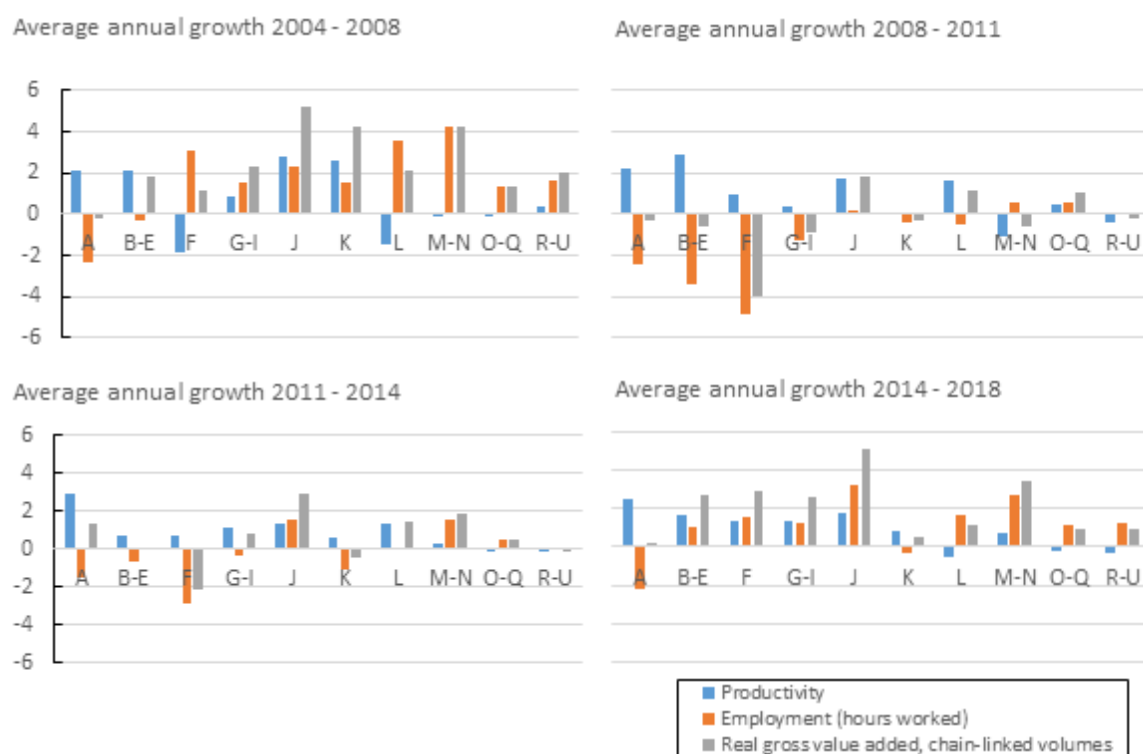 Average annual growth 2004 - 2008
Average annual growth 2008 - 2011
6
4
2
0
-2
-4
-6
A B-E F G-I J K L M-N O-Q R-U
A B-E F G-I J K L M-N O-Q R-U
Average annual growth 2011 - 2014
Average annual growth 2014 - 2018
6
4
2
0
-2
-4
-6
A B-E F G-I J K L M-N O-Q R-U
A B-E F G-I J K L M-N O-Q R-U
Productivity
Employment (hours worked)
Real gross value added, chain-linked volumes